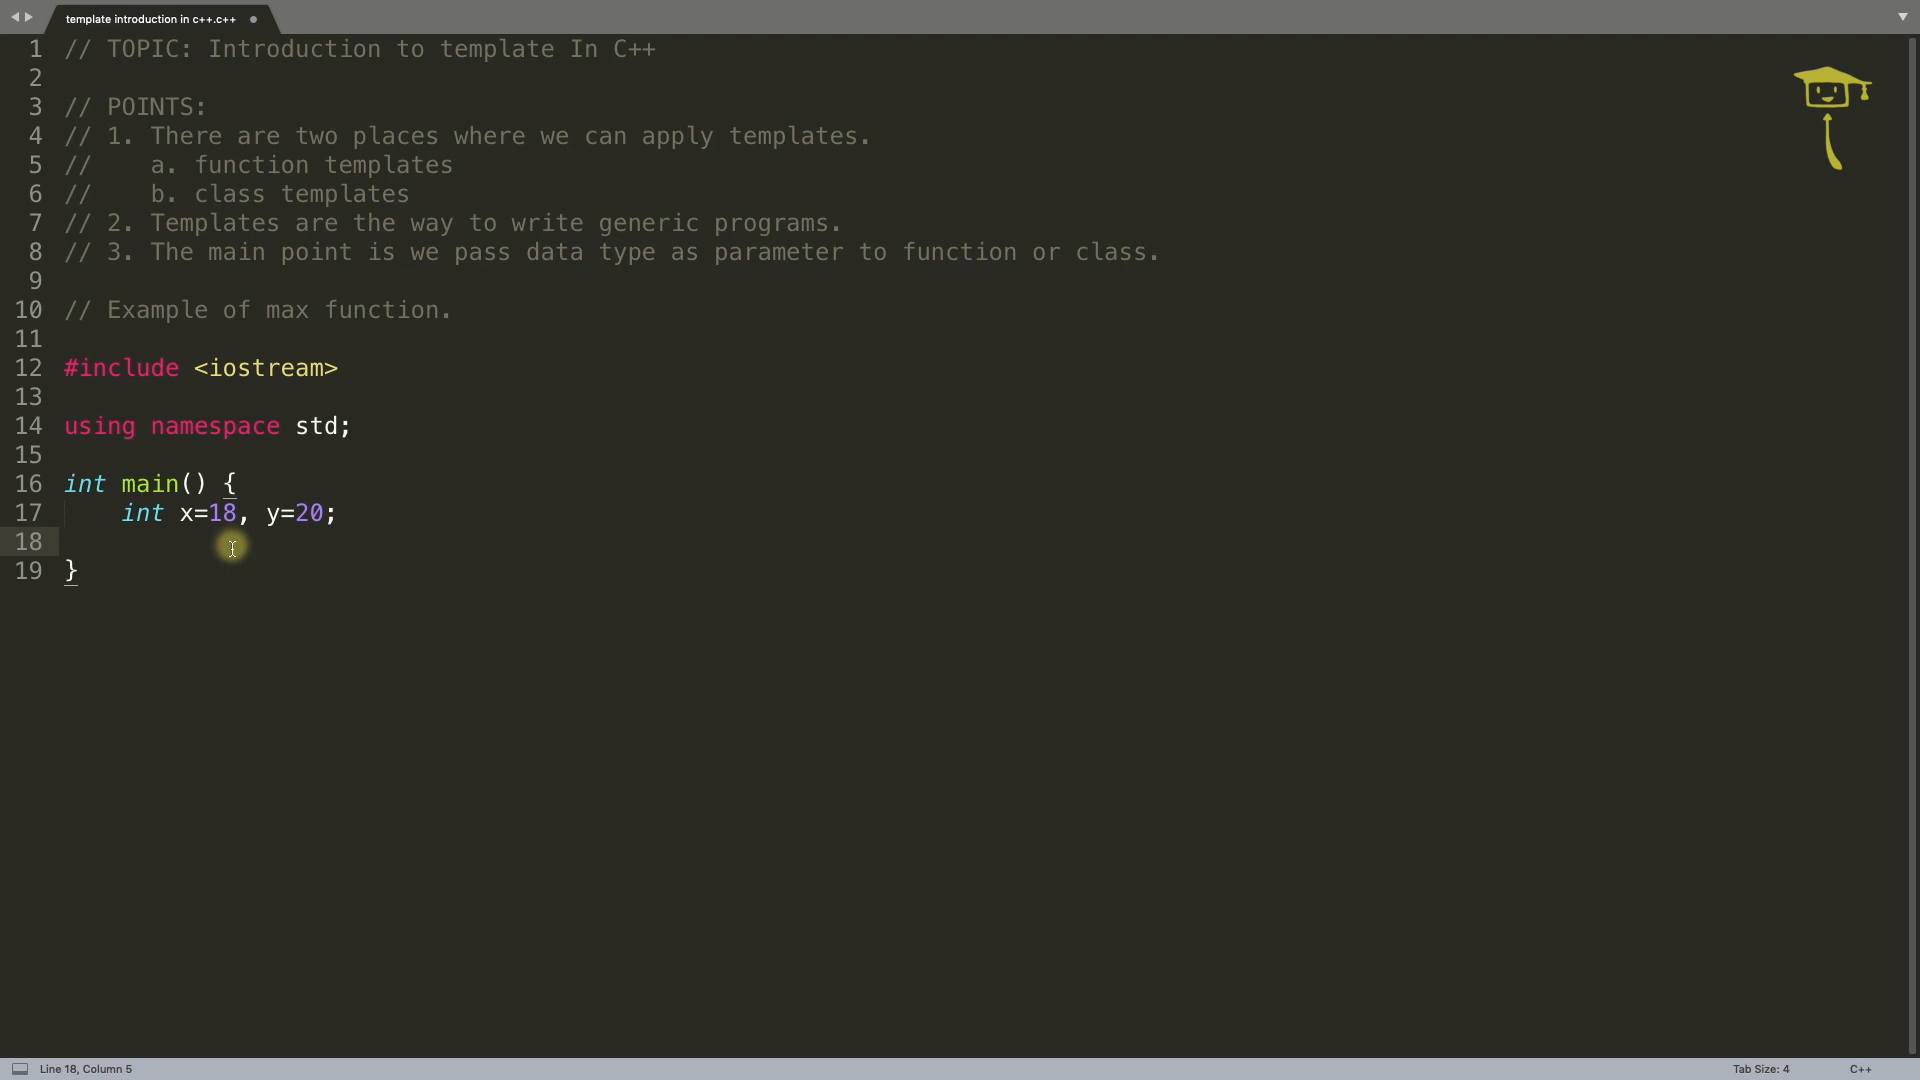 template introduction in c++.c++
1 // TOPIC: Introduction to template In C++
2
3 // POINTS:
4 // 1. There are two places where we can apply templates.
5 //    a. function templates
6 //    b. class templates
7 // 2. Templates are the way to write generic programs.
8 // 3. The main point is we pass data type as parameter to function or class.
9
10 // Example of max function.
11
12 #include <iostream>
13
14 using namespace std;
15
16 int main() {
17     int x=18, y=20;
18
19 }
Line 18, Column 5
Tab Size: 4
C++